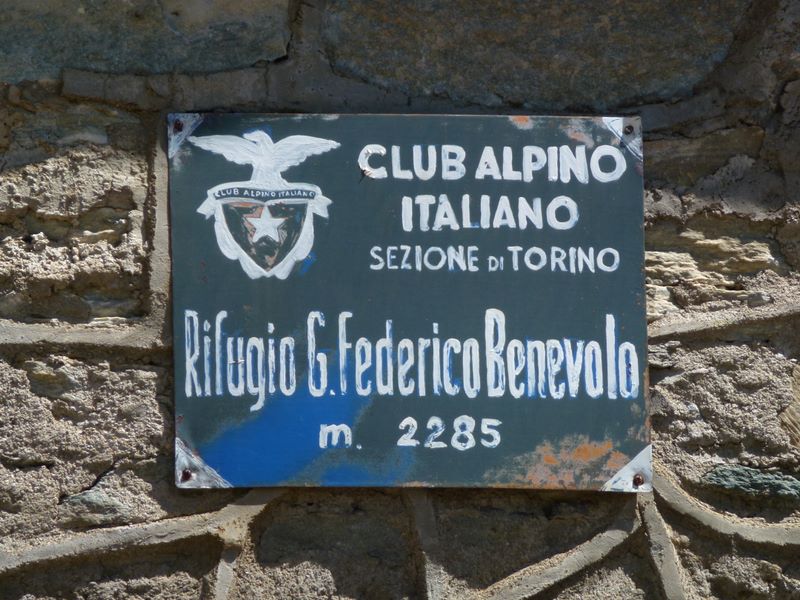 CLUB ALPINO ITALIANO
CLUB ALPINO
ITALIANO
SEZIONE DI TORINO
Rifugio G. Federico Benevolo
m. 2285